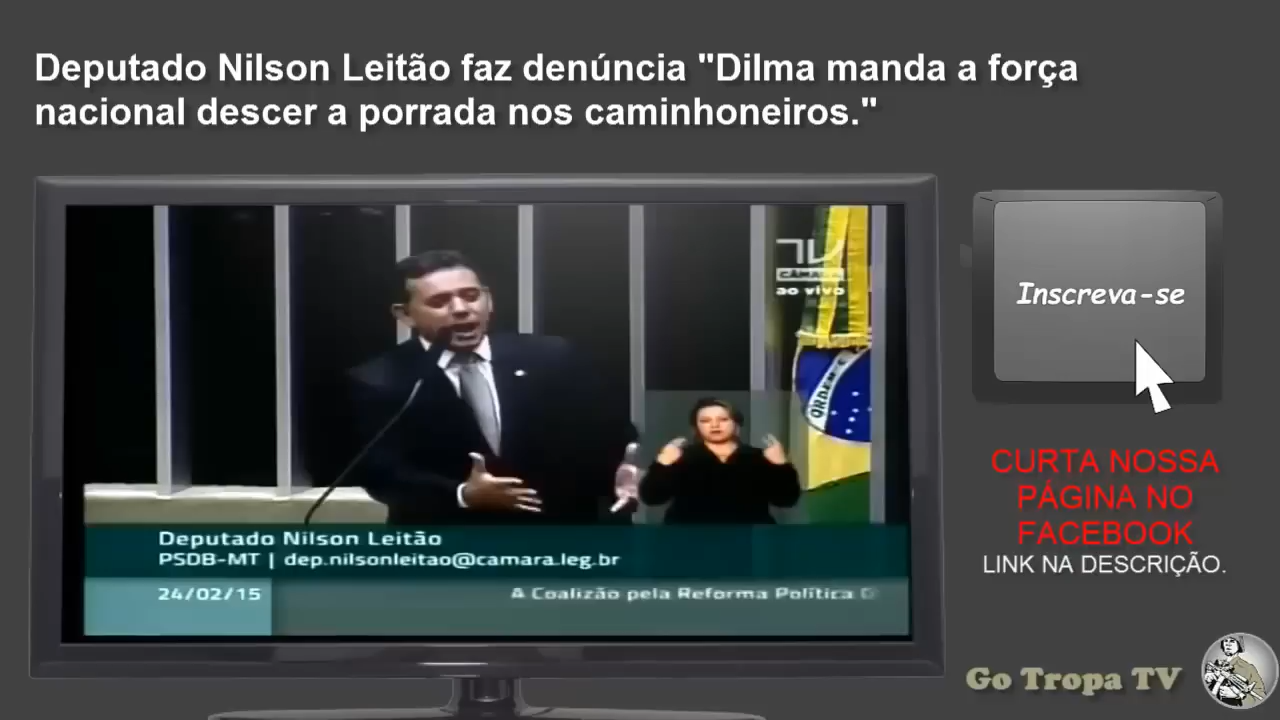 Deputado Nilson Leitão faz denúncia "Dilma manda a força
nacional descer a porrada nos caminhoneiros."
TV
CÂMARA
ao vivo
ORDEM E
Inscreva-se
CURTA NOSSA
PÁGINA NO
FACEBOOK
LINK NA DESCRIÇÃO.
Deputado Nilson Leitão
PSDB-MT | dep.nilsonleitao@camara.leg.br
24/02/15
A Coalizão pela Reforma Política
Go Tropa TV